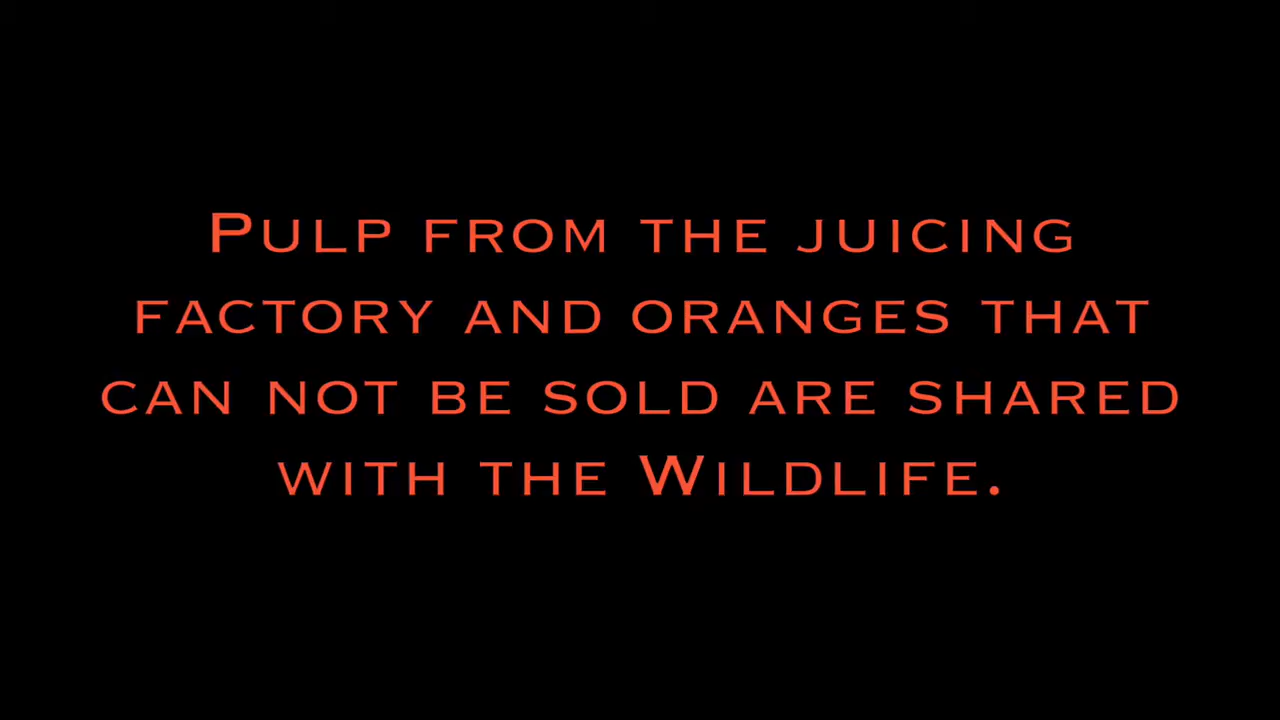 Pulp from the juicing
factory and oranges that
can not be sold are shared
with the Wildlife.